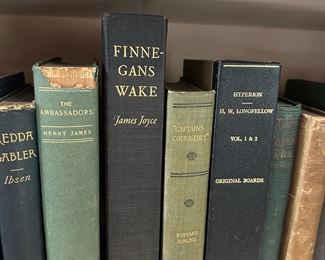 EDDA
GABLER
Ibsen
THE
AMBASSADORS
HENRY JAMES
FINNE-
GANS
WAKE
James Joyce
"CAPTAINS
COURAGEOUS"
RUDYARD
KIPLING
HYPERION
H. W. LONGFELLOW
VOL. 1 & 2
ORIGINAL BOARDS.